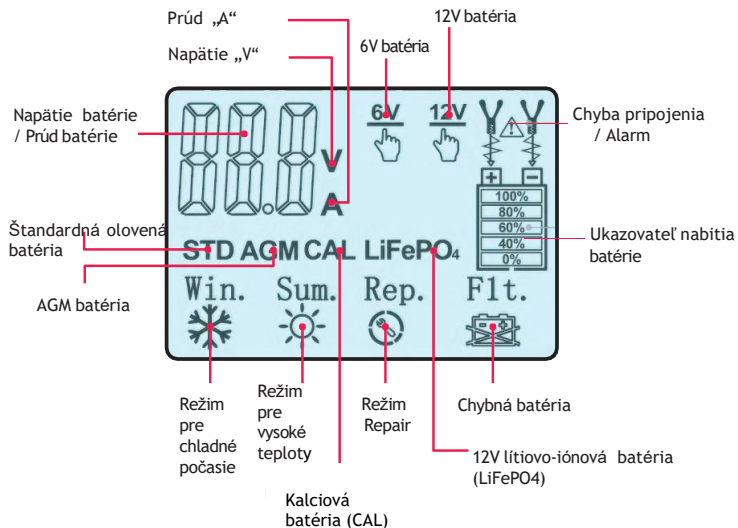 Prúd „A“
12V batéria
6V batéria
Napätie „V“
Napätie batérie
/ Prúd batérie
Chyba pripojenia
/ Alarm
6V
12V
V
A
+ −
100%
80%
60%
40%
0%
Štandardná olovená
batéria
Ukazovateľ nabitia
batérie
STD AGM CAL LiFePO4
AGM batéria
Win. Sum. Rep. Flt.
Režim
pre
chladné
počasie
Režim
pre
vysoké
teploty
Režim
Repair
Chybná batéria
12V lítiovo-iónová batéria
(LiFePO4)
Kalciová
batéria (CAL)